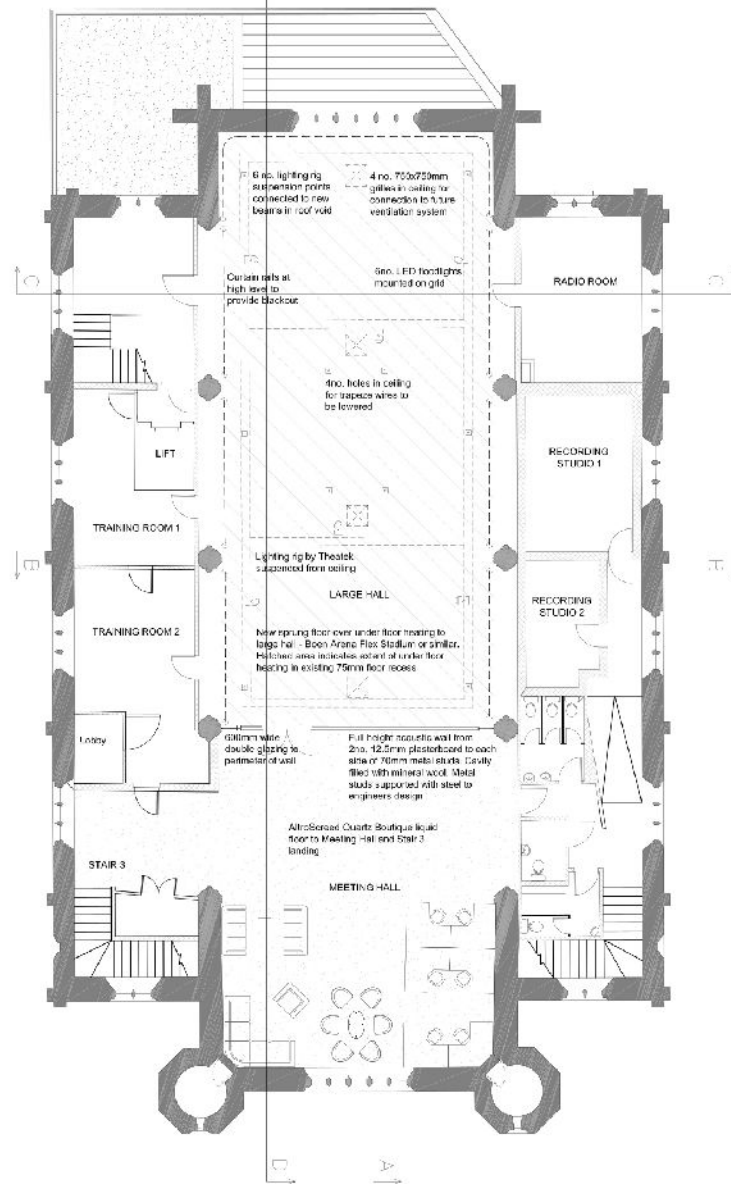 6 no. lighting rig
suspension points
connected to new
beams in roof void
4 no. 750x750mm
grilles in ceiling for
connection to future
ventilation system
Curtain rails at
high level to
provide blackout
6no. LED floodlights
mounted on grid
RADIO ROOM
C
C
4no. holes in ceiling
for trapeze wires to
be lowered
LIFT
RECORDING
STUDIO 1
TRAINING ROOM 1
Lighting rig by Theatek
suspended from ceiling
B
LARGE HALL
RECORDING
STUDIO 2
TRAINING ROOM 2
New sprung floor over under floor heating to
large hall - Boen Arena Flex Stadium or similar.
Hatched area indicates extent of under floor
heating in existing 75mm floor recess
Lobby
600mm wide
double glazing to
perimeter of wall
Full height acoustic wall from
2no. 12.5mm plasterboard to each
side of 70mm metal studs. Cavity
filled with mineral wool. Metal
studs supported with steel to
engineers design
AltroScreed Quartz Boutique liquid
floor to Meeting Hall and Stair 3
landing
STAIR 3
MEETING HALL
D
A